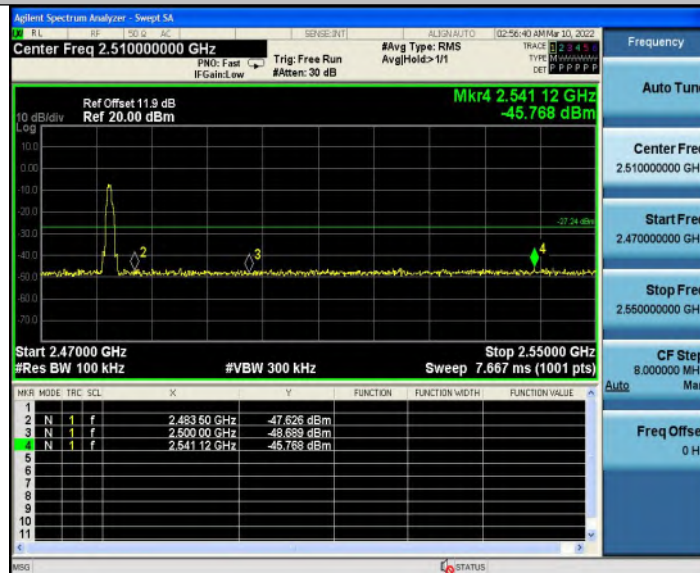 Agilent Spectrum Analyzer - Swept SA
RL RF 50 Ω AC SENSE:INT ALIGNAUTO 02:56:40 AM Mar 10, 2022
Center Freq 2.510000000 GHz
PNO: Fast
IFGain:Low
Trig: Free Run
#Atten: 30 dB
#Avg Type: RMS
Avg|Hold:>1/1
TRACE 1 2 3 4 5 6
TYPE M
DET P P P P P P
Ref Offset 11.9 dB
10 dB/div Ref 20.00 dBm
Log
Mkr4 2.541 12 GHz
-45.768 dBm
10.0
0.00
-10.0
-20.0
-27.24 dBm
-30.0
-40.0
-50.0
-60.0
-70.0
2
3
4
Start 2.47000 GHz Stop 2.55000 GHz
#Res BW 100 kHz #VBW 300 kHz Sweep 7.667 ms (1001 pts)
MKR MODE TRC SCL X Y FUNCTION FUNCTION WIDTH FUNCTION VALUE
1
2 N 1 f 2.483 50 GHz -47.626 dBm
3 N 1 f 2.500 00 GHz -48.689 dBm
4 N 1 f 2.541 12 GHz -45.768 dBm
5
6
7
8
9
10
11
MSG STATUS
Frequency
Auto Tun
Center Fre
2.510000000 GH
Start Fre
2.470000000 GH
Stop Fre
2.550000000 GH
CF Step
8.000000 MH
Auto Ma
Freq Offse
0 H